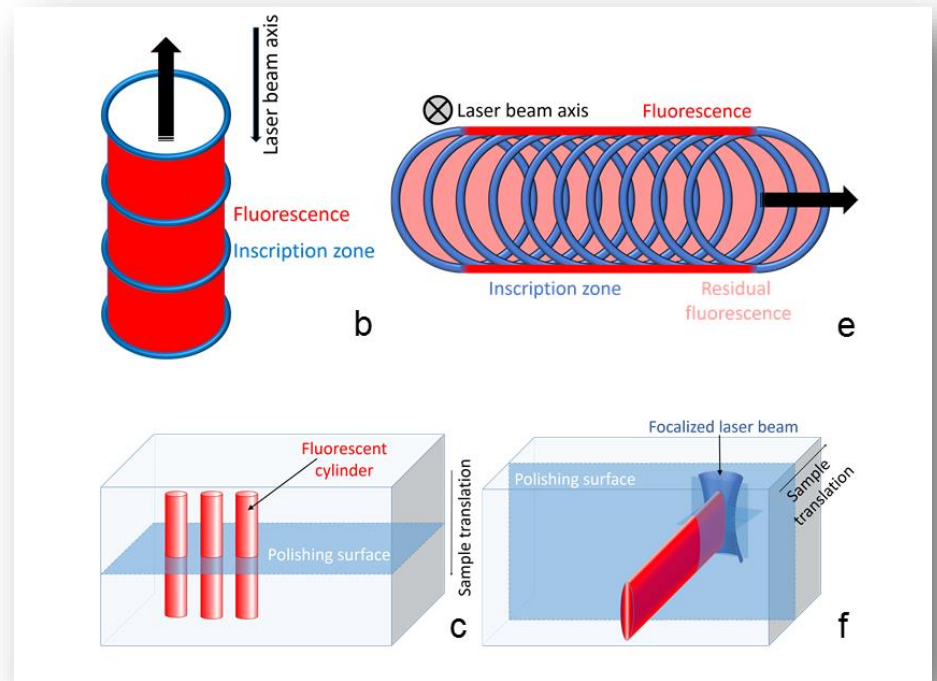 Laser beam axis
Fluorescence
Inscription zone
b
Laser beam axis
Fluorescence
Inscription zone
Residual
fluorescence
e
Fluorescent
cylinder
Polishing surface
Sample translation
c
Focalized laser beam
Polishing surface
Sample
translation
f